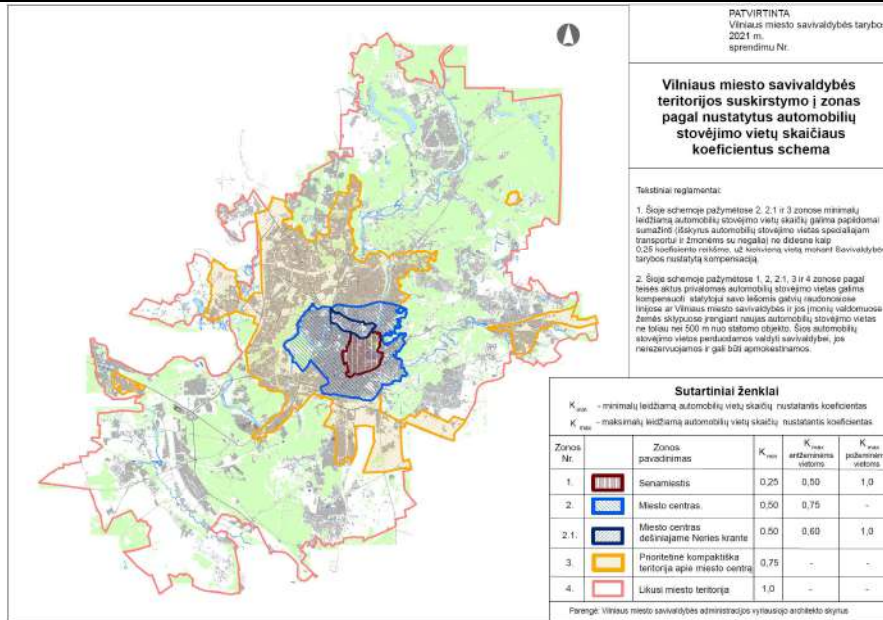 PATVIRTINTA
Vilniaus miesto savivaldybės tarybos
2021 m.
sprendimu Nr.
Vilniaus miesto savivaldybės
teritorijos suskirstymo į zonas
pagal nustatytus automobilių
stovėjimo vietų skaičiaus
koeficientus schema
Tekstiniai reglamentai:
1. Šioje schemoje pažymėtose 2, 2.1 ir 3 zonose minimalų
leidžiamą automobilių stovėjimo vietų skaičių galima papildomai
sumažinti (išskyrus automobilių stovėjimo vietas specialiajam
transportui ir žmonėms su negalia) ne didesne kaip
0,25 koeficiento reikšme, už kiekvieną vietą mokant Savivaldybės
tarybos nustatytą kompensaciją.
2. Šioje schemoje pažymėtose 1, 2, 2.1, 3 ir 4 zonose pagal
teisės aktus privalomas automobilių stovėjimo vietas galima
kompensuoti statytojui savo lėšomis gatvių raudonosiose
linijose ar Vilniaus miesto savivaldybės ir jos įmonių valdomuose
žemės sklypuose įrengiant naujas automobilių stovėjimo vietas
ne toliau nei 500 m nuo statomo objekto. Šios automobilių
stovėjimo vietos perduodamos valdyti savivaldybei, jos
nerezervuojamos ir gali būti apmokestinamos.
Sutartiniai ženklai
K min - minimalų leidžiamą automobilių vietų skaičių nustatantis koeficientas
K max - maksimalų leidžiamą automobilių vietų skaičių nustatantis koeficientas
Zonos Nr. Zonos pavadinimas K min K max antžeminėms vietoms K max požeminėms vietoms
1. Senamiestis 0,25 0,50 1,0
2. Miesto centras. 0,50 0,75 -
2.1. Miesto centras dešiniajame Neries krante 0.50 0,60 1,0
3. Prioritetinė kompaktiška teritorija apie miesto centrą 0,75 - -
4. Likusi miesto teritorija 1,0 - -
Parengė: Vilniaus miesto savivaldybės administracijos vyriausiojo architekto skyrius